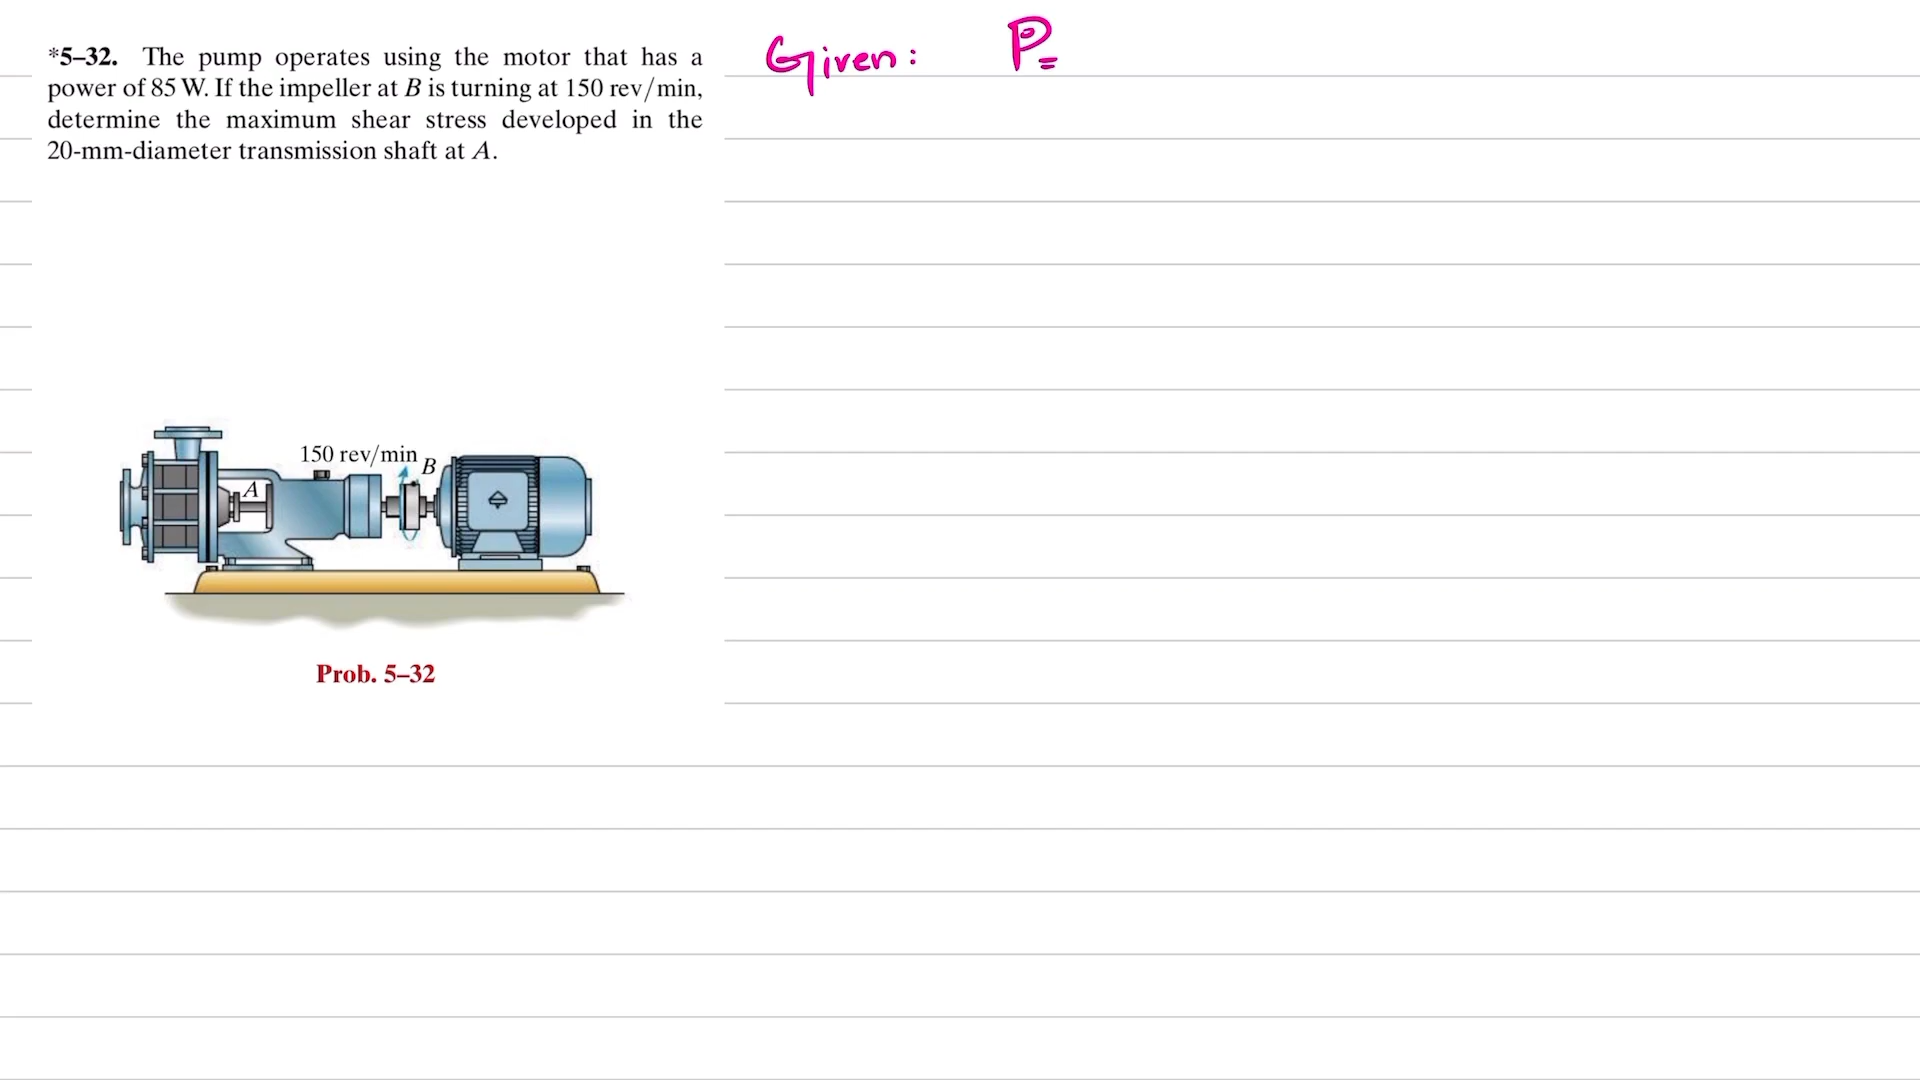 *5–32. The pump operates using the motor that has a
power of 85 W. If the impeller at B is turning at 150 rev/min,
determine the maximum shear stress developed in the
20-mm-diameter transmission shaft at A.
Given: P=
150 rev/min
B
A
Prob. 5–32